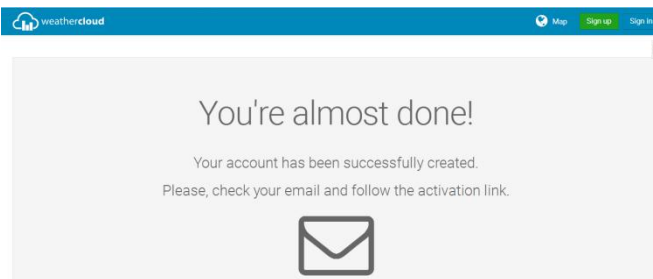 weathercloud
Map
Sign up
Sign in
You're almost done!
Your account has been successfully created.
Please, check your email and follow the activation link.